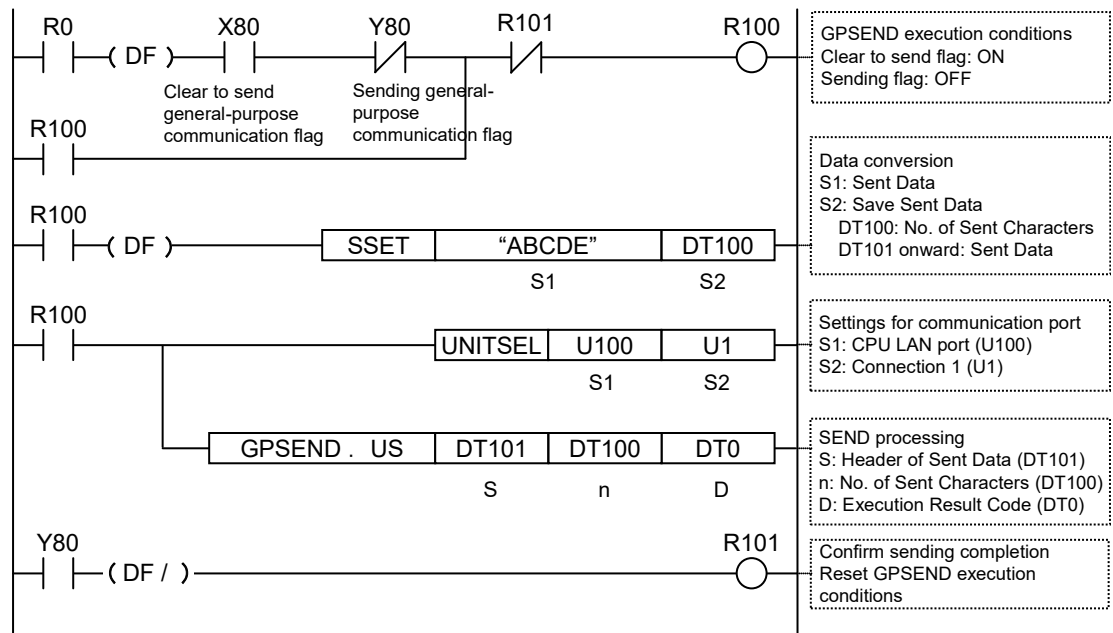 R0
( DF )
X80
Y80
R101
R100
Clear to send
general-purpose
communication flag
Sending general-
purpose
communication flag
GPSEND execution conditions
Clear to send flag: ON
Sending flag: OFF
R100
R100
( DF )
SSET “ABCDE” DT100
S1 S2
Data conversion
S1: Sent Data
S2: Save Sent Data
DT100: No. of Sent Characters
DT101 onward: Sent Data
R100
UNITSEL U100 U1
S1 S2
Settings for communication port
S1: CPU LAN port (U100)
S2: Connection 1 (U1)
GPSEND . US DT101 DT100 DT0
S n D
SEND processing
S: Header of Sent Data (DT101)
n: No. of Sent Characters (DT100)
D: Execution Result Code (DT0)
Y80
( DF / )
R101
Confirm sending completion
Reset GPSEND execution
conditions